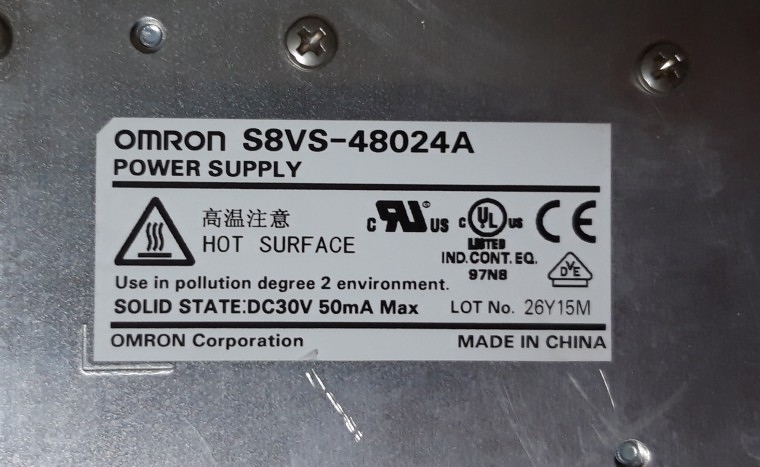 OMRON S8VS-48024A
POWER SUPPLY
高温注意
HOT SURFACE
c RU US
c UL US
LISTED
IND.CONT. EQ.
97N8
CE
DVE
Use in pollution degree 2 environment.
SOLID STATE:DC30V 50mA Max
LOT No. 26Y15M
OMRON Corporation
MADE IN CHINA